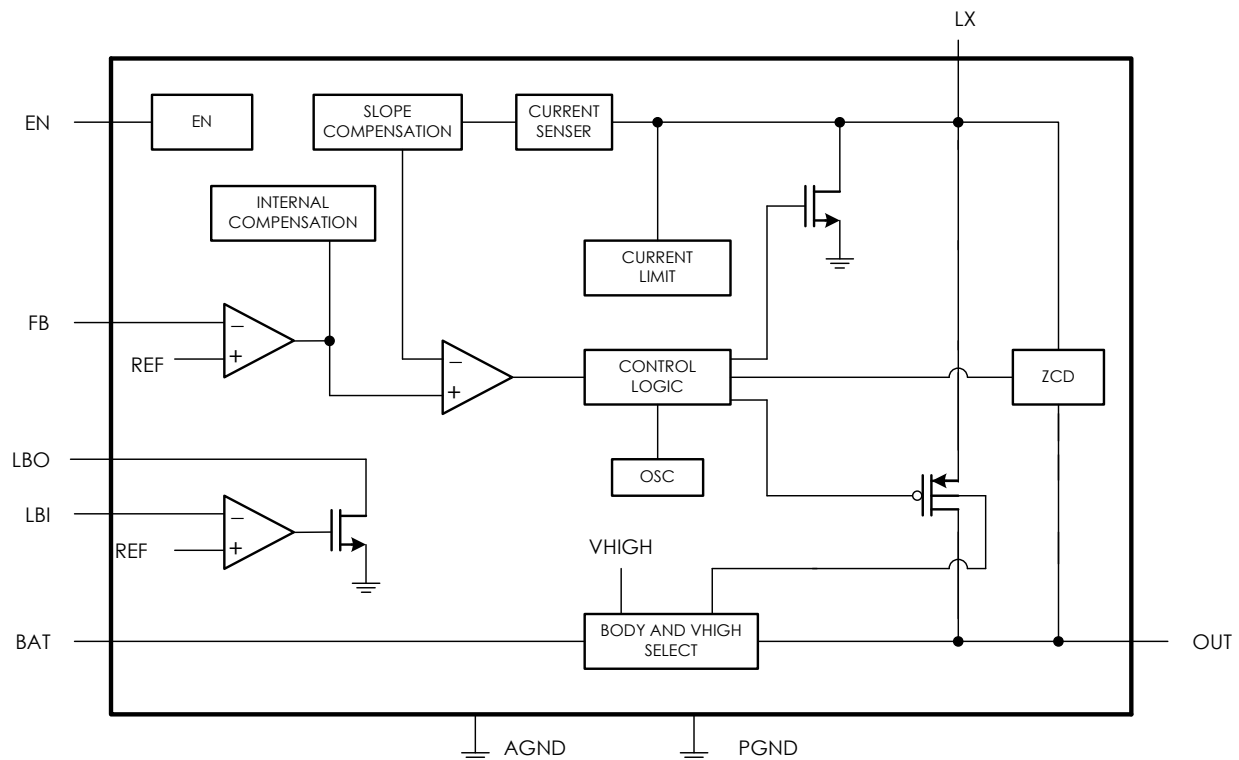 LX
EN
EN
SLOPE
COMPENSATION
CURRENT
SENSER
INTERNAL
COMPENSATION
CURRENT
LIMIT
FB
−
REF
+
−
+
CONTROL
LOGIC
ZCD
LBO
OSC
LBI
−
REF
+
VHIGH
BAT
BODY AND VHIGH
SELECT
OUT
AGND
PGND